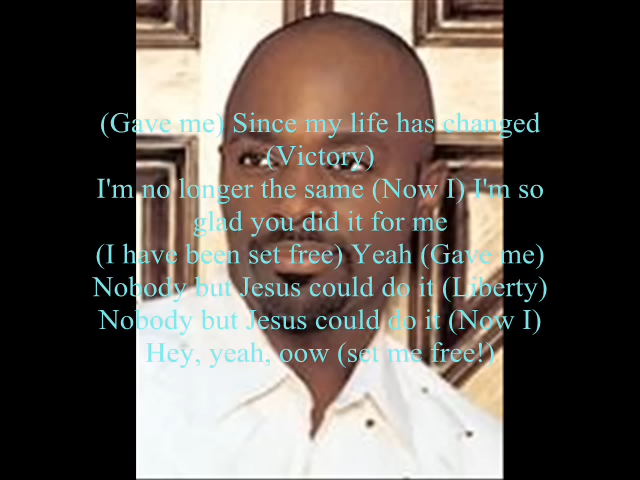 (Gave me) Since my life has changed
(Victory)
I'm no longer the same (Now I) I'm so
glad you did it for me
(I have been set free) Yeah (Gave me)
Nobody but Jesus could do it (Liberty)
Nobody but Jesus could do it (Now I)
Hey, yeah, oow (set me free!)